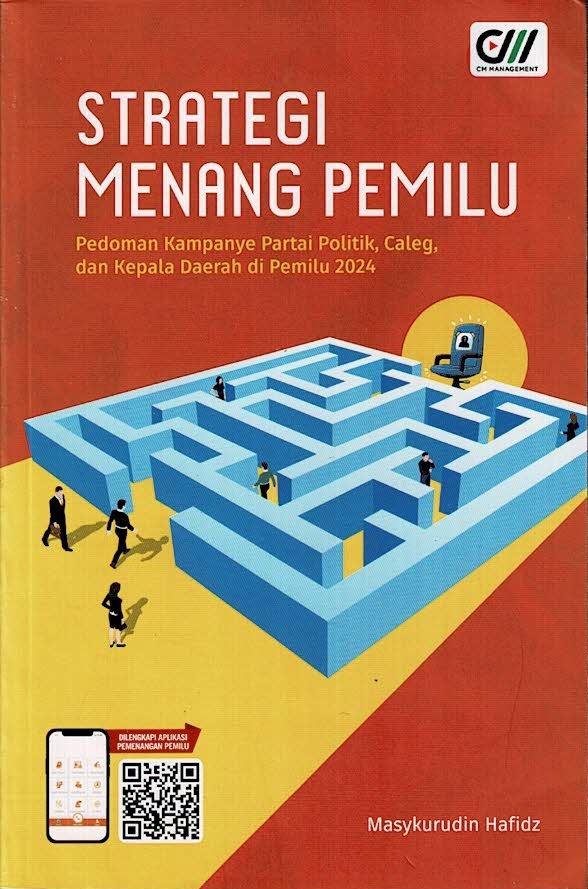 CM MANAGEMENT
STRATEGI
MENANG PEMILU
Pedoman Kampanye Partai Politik, Caleg,
dan Kepala Daerah di Pemilu 2024
DILENGKAPI APLIKASI
PEMENANGAN PEMILU
Masykurudin Hafidz